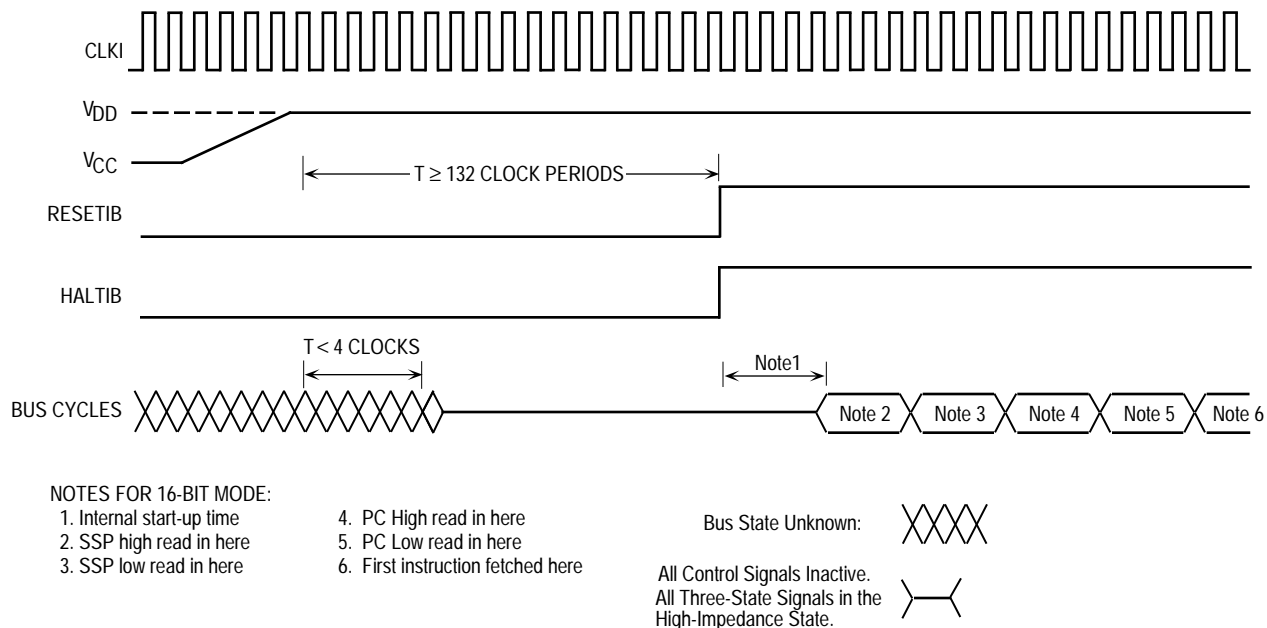 CLKI
VDD
VCC
T ≥ 132 CLOCK PERIODS
RESETIB
HALTIB
T < 4 CLOCKS
Note1
BUS CYCLES
Note 2
Note 3
Note 4
Note 5
Note 6
NOTES FOR 16-BIT MODE:
1. Internal start-up time
2. SSP high read in here
3. SSP low read in here
4. PC High read in here
5. PC Low read in here
6. First instruction fetched here
Bus State Unknown:
All Control Signals Inactive.
All Three-State Signals in the
High-Impedance State.